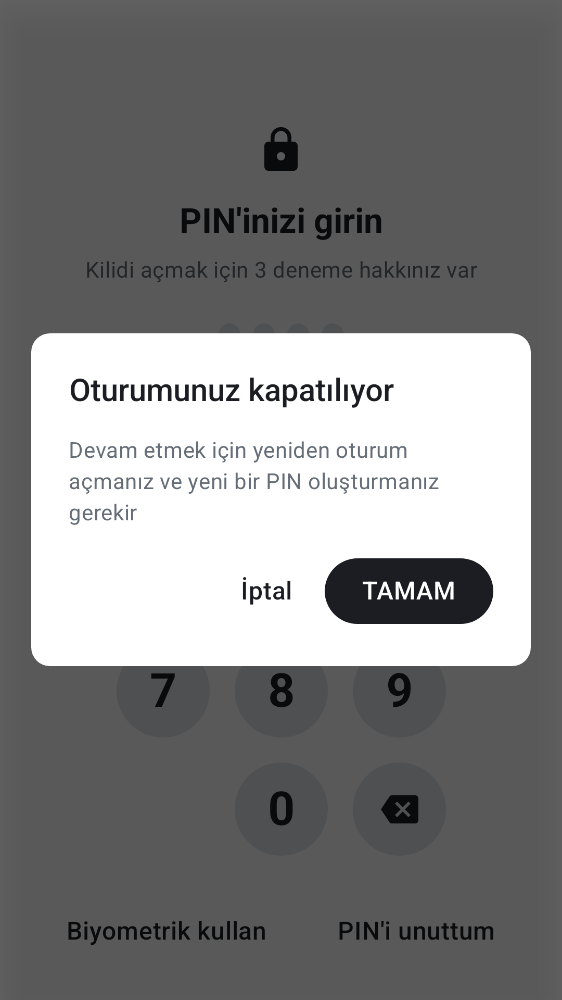 PIN'inizi girin
Kilidi açmak için 3 deneme hakkınız var
Oturumunuz kapatılıyor
Devam etmek için yeniden oturum
açmanız ve yeni bir PIN oluşturmanız
gerekir
İptal
TAMAM
7
8
9
0
Biyometrik kullan
PIN'i unuttum